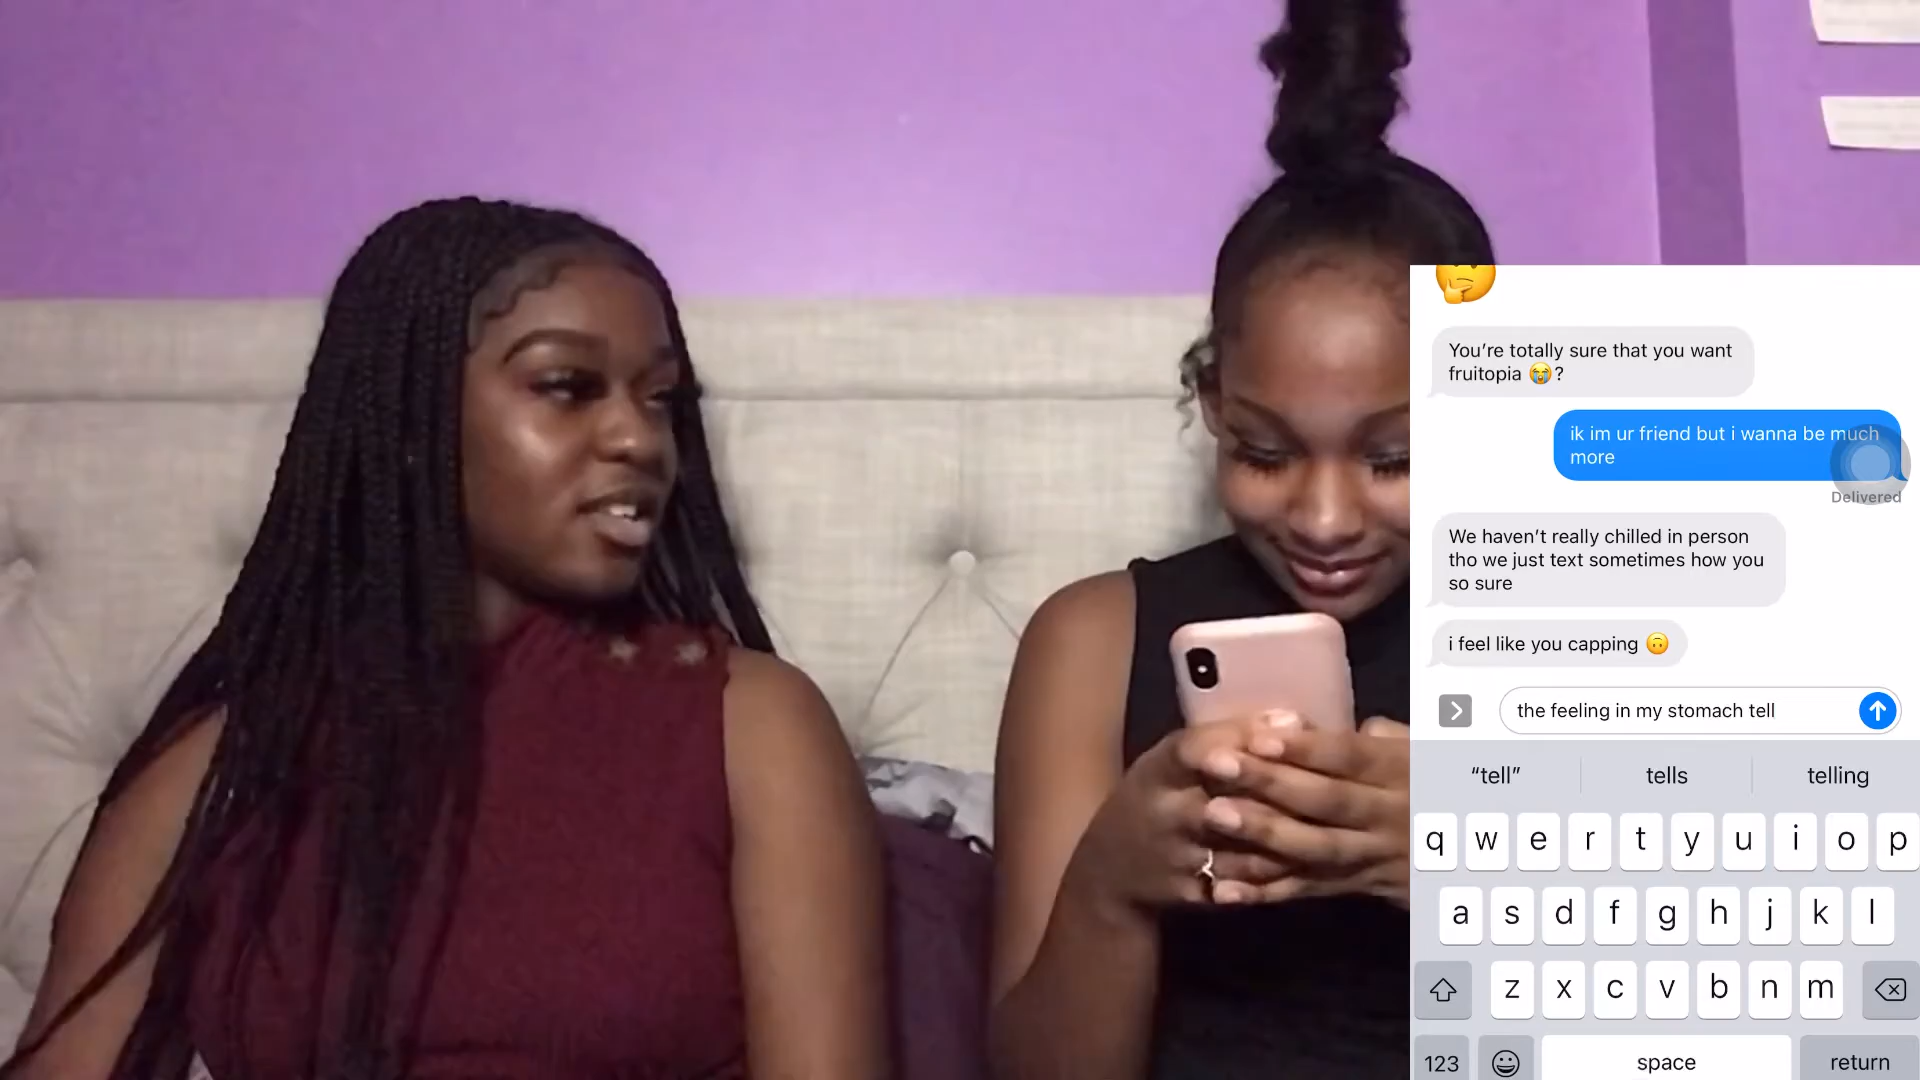 You’re totally sure that you want
fruitopia 😭?
ik im ur friend but i wanna be much
more
Delivered
We haven’t really chilled in person
tho we just text sometimes how you
so sure
i feel like you capping 🙃
the feeling in my stomach tell
“tell” tells telling
q w e r t y u i o p
a s d f g h j k l
z x c v b n m
123 space return